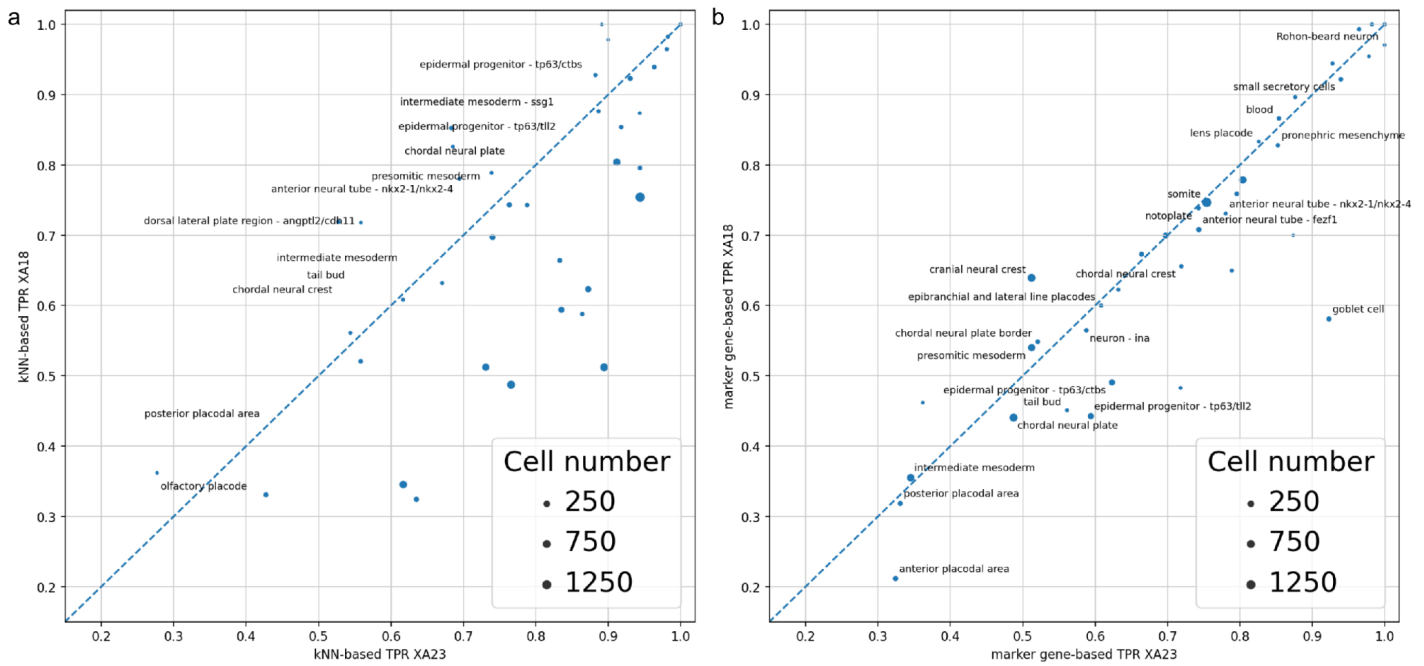 a
1.0
0.9
0.8
0.7
0.6
0.5
0.4
0.3
0.2
kNN-based TPR XA18
epidermal progenitor - tp63/ctbs
intermediate mesoderm - ssg1
epidermal progenitor - tp63/tll2
chordal neural plate
presomitic mesoderm
anterior neural tube - nkx2-1/nkx2-4
dorsal lateral plate region - angptl2/cdh11
intermediate mesoderm
tail bud
chordal neural crest
posterior placodal area
olfactory placode
Cell number
250
750
1250
0.2 0.3 0.4 0.5 0.6 0.7 0.8 0.9 1.0
kNN-based TPR XA23
b
1.0
0.9
0.8
0.7
0.6
0.5
0.4
0.3
0.2
marker gene-based TPR XA18
Rohon-beard neuron
small secretory cells
blood
lens placode
pronephric mesenchyme
somite
anterior neural tube - nkx2-1/nkx2-4
notoplate
anterior neural tube - fezf1
cranial neural crest
chordal neural crest
epibranchial and lateral line placodes
goblet cell
chordal neural plate border
neuron - ina
presomitic mesoderm
epidermal progenitor - tp63/ctbs
tail bud
epidermal progenitor - tp63/tll2
chordal neural plate
intermediate mesoderm
posterior placodal area
anterior placodal area
Cell number
250
750
1250
0.2 0.3 0.4 0.5 0.6 0.7 0.8 0.9 1.0
marker gene-based TPR XA23